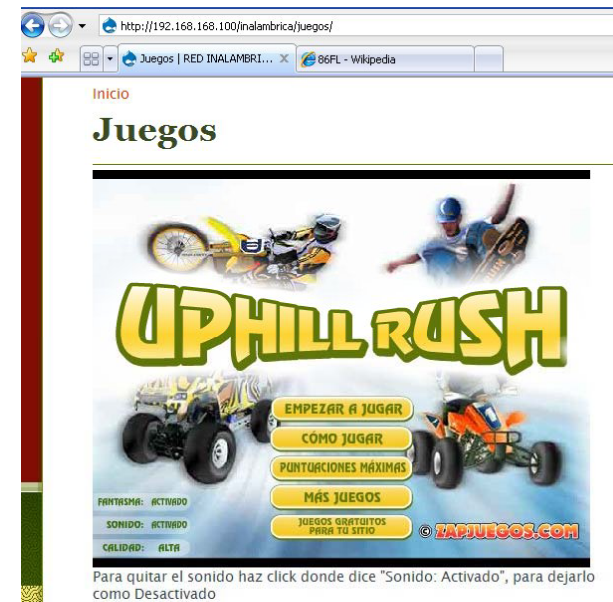 http://192.168.168.100/inalambrica/juegos/
Juegos | RED INALAMBRI...
86FL - Wikipedia
Inicio
Juegos
UPHILL RUSH
EMPEZAR A JUGAR
CÓMO JUGAR
PUNTUACIONES MÁXIMAS
MÁS JUEGOS
JUEGOS GRATUITOS
PARA TU SITIO
FANTASMA: ACTIVADO
SONIDO: ACTIVADO
CALIDAD: ALTA
© ZAPJUEGOS.COM
Para quitar el sonido haz click donde dice "Sonido: Activado", para dejarlo
como Desactivado